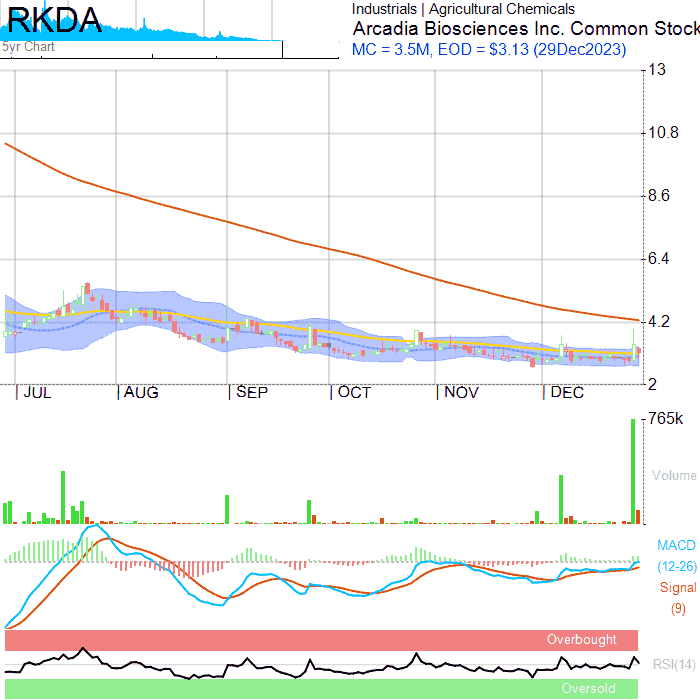 RKDA
5yr Chart
Industrials | Agricultural Chemicals
Arcadia Biosciences Inc. Common Stock
MC = 3.5M, EOD = $3.13 (29Dec2023)
13
10.8
8.6
6.4
4.2
2
JUL AUG SEP OCT NOV DEC
765k
Volume
MACD
(12-26)
Signal
(9)
Overbought
RSI(14)
Oversold